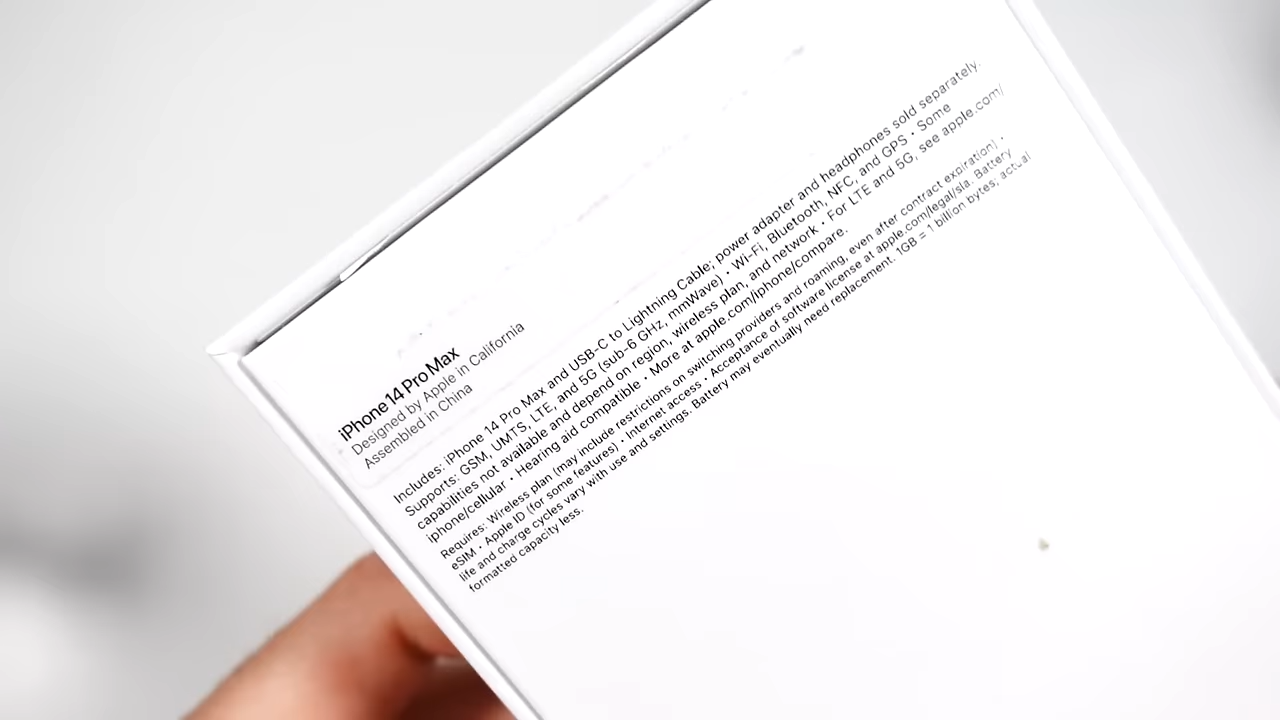 iPhone 14 Pro Max
Designed by Apple in California
Assembled in China
Includes: iPhone 14 Pro Max and USB-C to Lightning Cable; power adapter and headphones sold separately.
Supports: GSM, UMTS, LTE, and 5G (sub-6 GHz, mmWave) • Wi-Fi, Bluetooth, NFC, and GPS • Some
capabilities not available and depend on region, wireless plan, and network • For LTE and 5G, see apple.com/
iphone/cellular • Hearing aid compatible • More at apple.com/iphone/compare.
Requires: Wireless plan (may include restrictions on switching providers and roaming, even after contract expiration) •
eSIM • Apple ID (for some features) • Internet access • Acceptance of software license at apple.com/legal/sla. Battery
life and charge cycles vary with use and settings. Battery may eventually need replacement. 1GB = 1 billion bytes; actual
formatted capacity less.